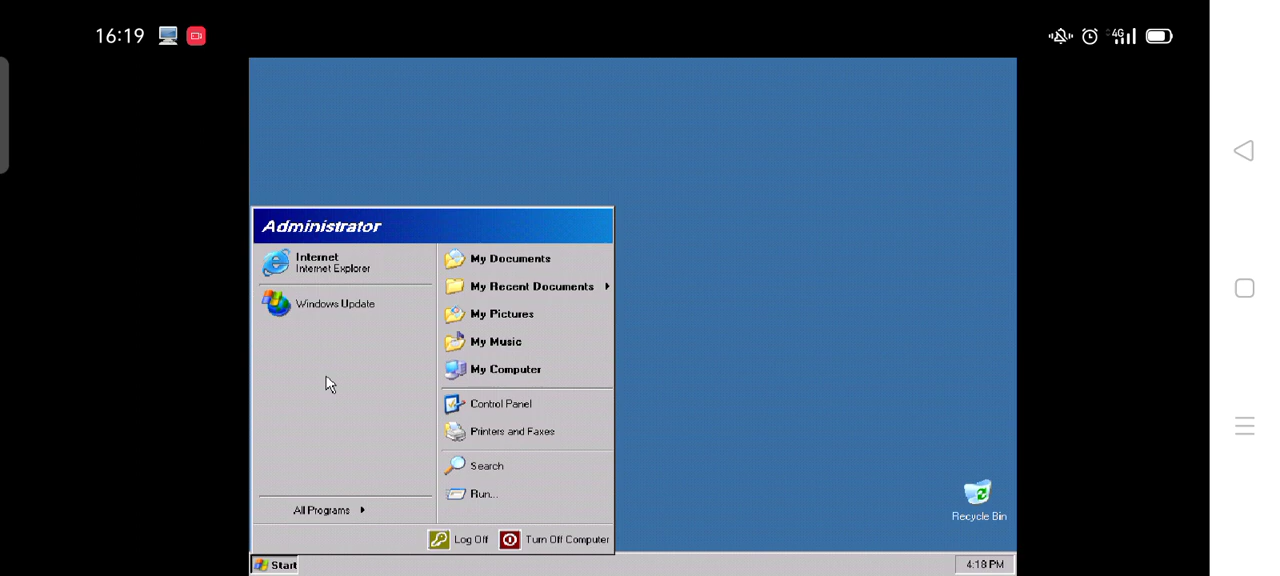 16:19
4G
Administrator
Internet
Internet Explorer
Windows Update
All Programs
My Documents
My Recent Documents
My Pictures
My Music
My Computer
Control Panel
Printers and Faxes
Search
Run...
Log Off
Turn Off Computer
Recycle Bin
Start
4:18 PM